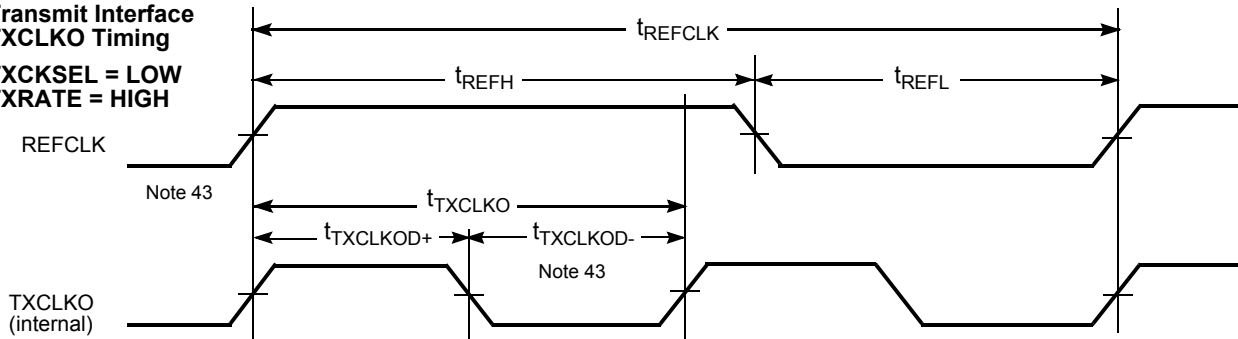 ransmit Interface
XCLKO Timing
XCKSEL = LOW
XRATE = HIGH
tREFCLK
tREFH
tREFL
REFCLK
Note 43
tTXCLKO
tTXCLKOD+
tTXCLKOD-
Note 43
TXCLKO
(internal)